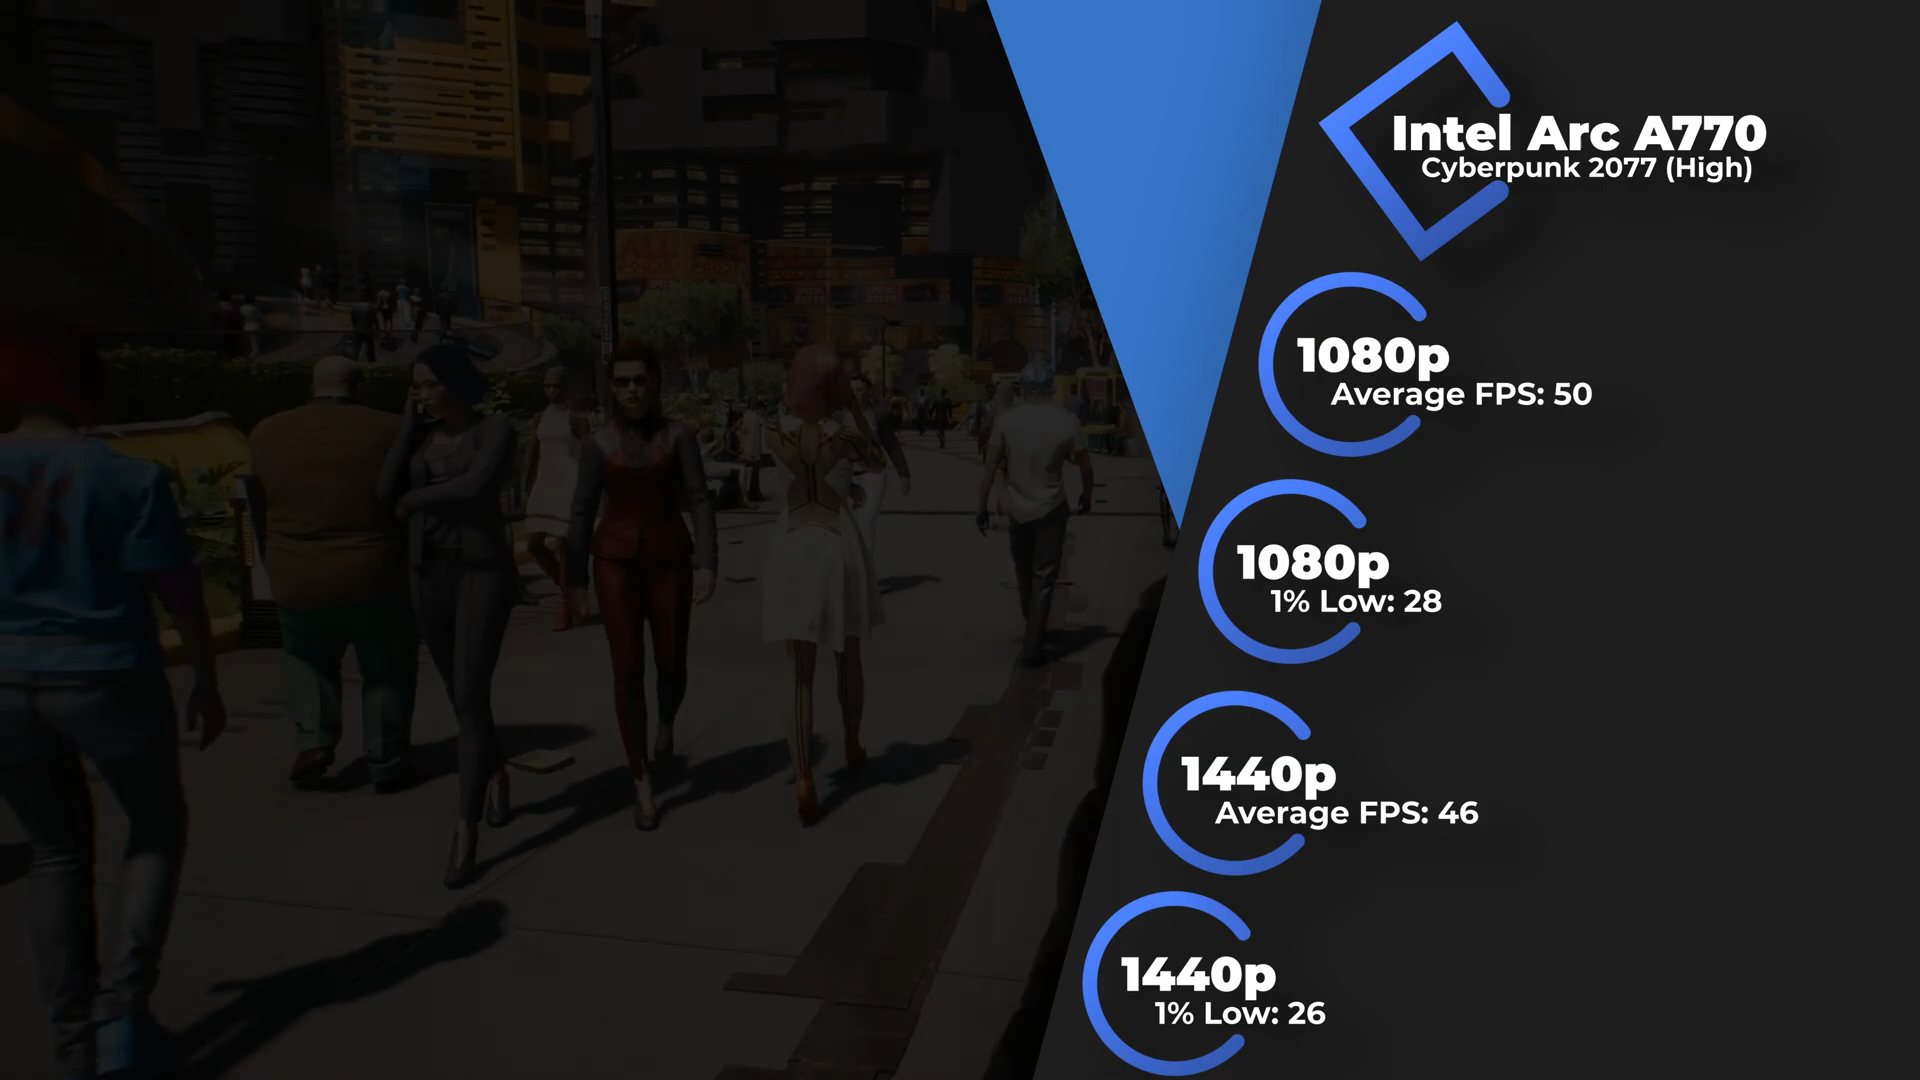 Intel Arc A770
Cyberpunk 2077 (High)
1080p
Average FPS: 50
1080p
1% Low: 28
1440p
Average FPS: 46
1440p
1% Low: 26